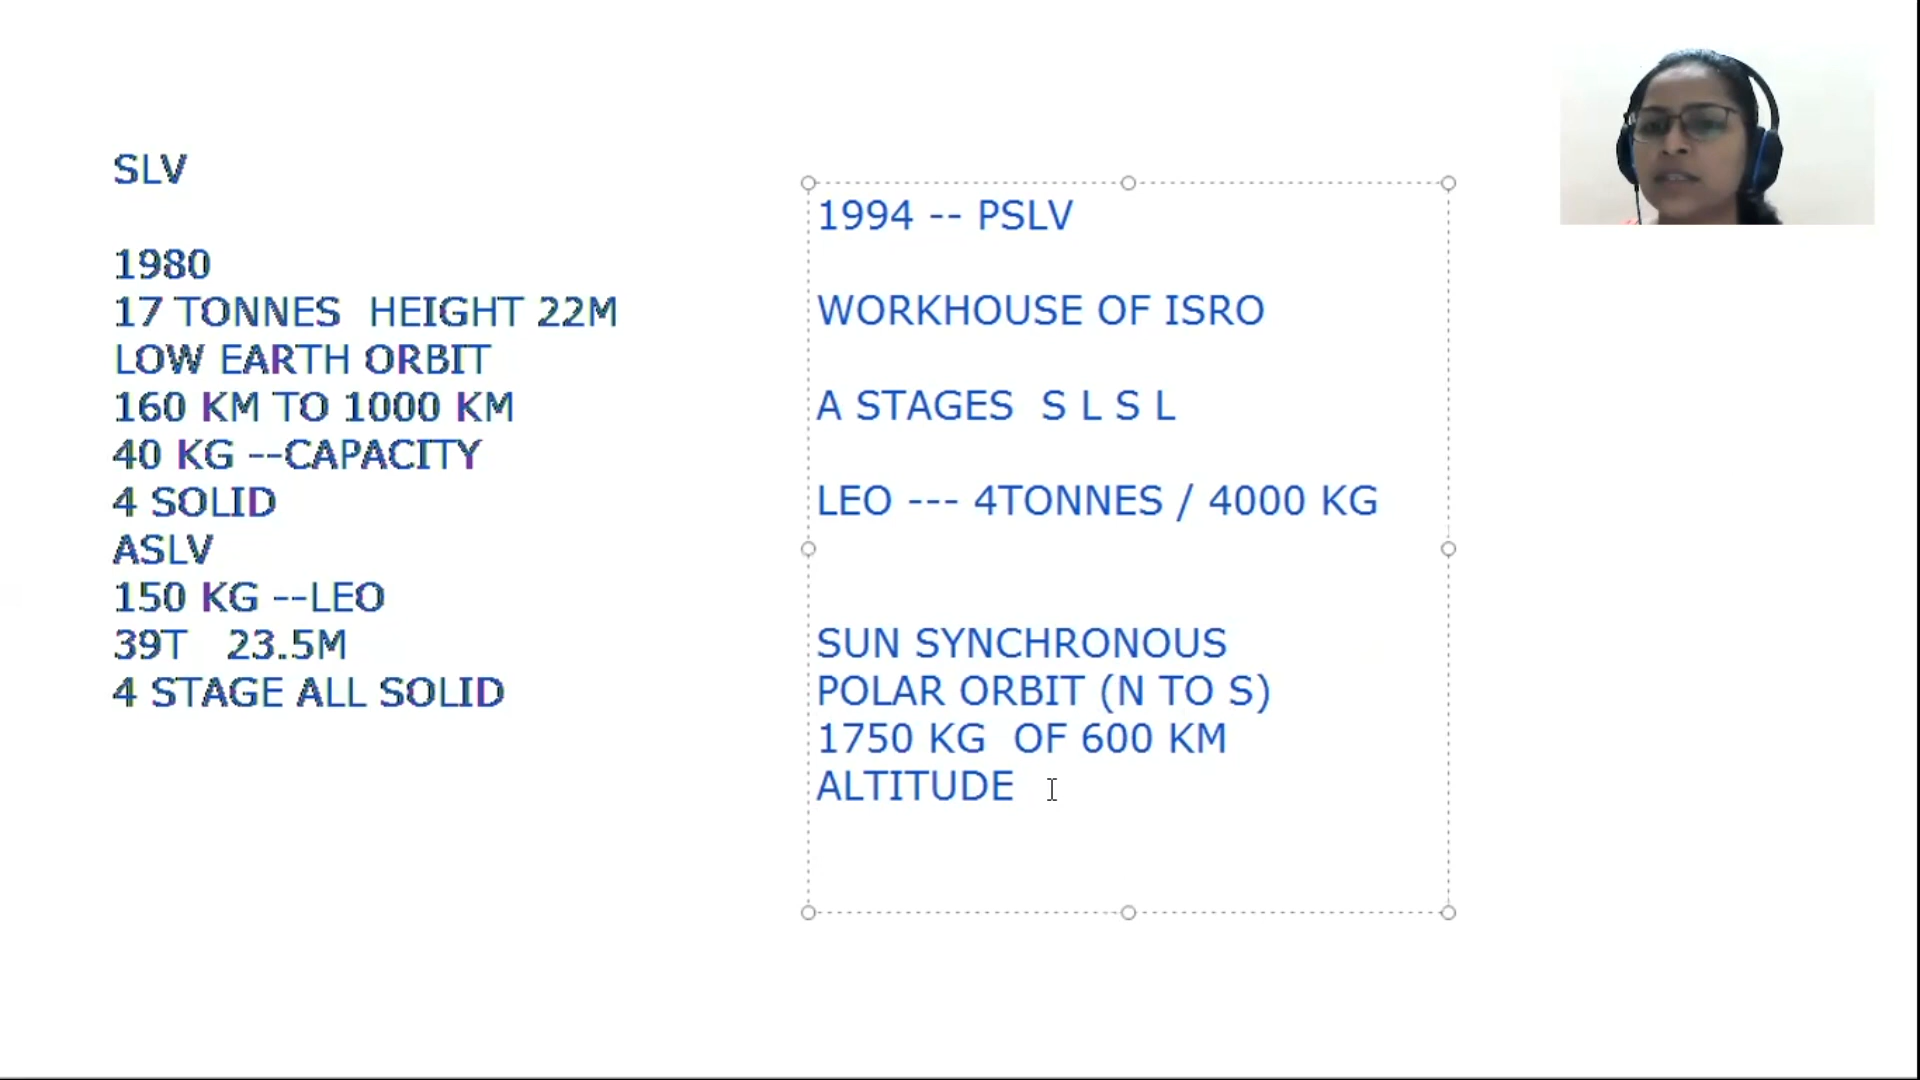 SLV
1980
17 TONNES HEIGHT 22M
LOW EARTH ORBIT
160 KM TO 1000 KM
40 KG --CAPACITY
4 SOLID
ASLV
150 KG --LEO
39T 23.5M
4 STAGE ALL SOLID
1994 -- PSLV
WORKHOUSE OF ISRO
A STAGES S L S L
LEO --- 4TONNES / 4000 KG
SUN SYNCHRONOUS
POLAR ORBIT (N TO S)
1750 KG OF 600 KM
ALTITUDE